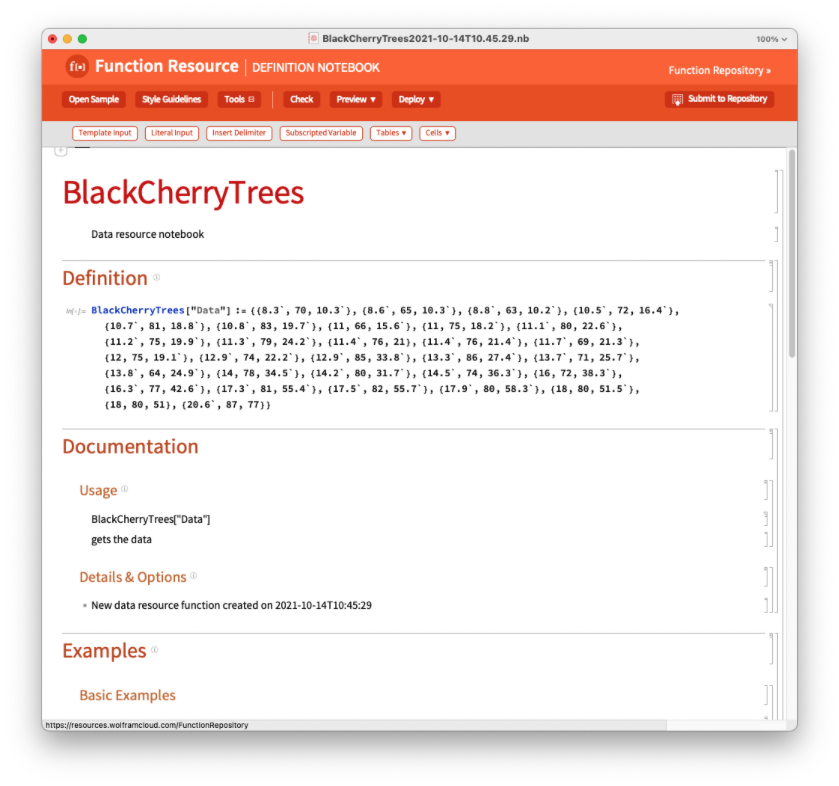 BlackCherryTrees2021-10-14T10.45.29.nb
100%
f[▪] Function Resource | DEFINITION NOTEBOOK
Function Repository »
Open Sample Style Guidelines Tools Check Preview ▼ Deploy ▼ Submit to Repository
Template Input Literal Input Insert Delimiter Subscripted Variable Tables ▼ Cells ▼
BlackCherryTrees
Data resource notebook
Definition
In[•]:= BlackCherryTrees["Data"] := {{8.3`, 70, 10.3`}, {8.6`, 65, 10.3`}, {8.8`, 63, 10.2`}, {10.5`, 72, 16.4`},
{10.7`, 81, 18.8`}, {10.8`, 83, 19.7`}, {11, 66, 15.6`}, {11, 75, 18.2`}, {11.1`, 80, 22.6`},
{11.2`, 75, 19.9`}, {11.3`, 79, 24.2`}, {11.4`, 76, 21}, {11.4`, 76, 21.4`}, {11.7`, 69, 21.3`},
{12, 75, 19.1`}, {12.9`, 74, 22.2`}, {12.9`, 85, 33.8`}, {13.3`, 86, 27.4`}, {13.7`, 71, 25.7`},
{13.8`, 64, 24.9`}, {14, 78, 34.5`}, {14.2`, 80, 31.7`}, {14.5`, 74, 36.3`}, {16, 72, 38.3`},
{16.3`, 77, 42.6`}, {17.3`, 81, 55.4`}, {17.5`, 82, 55.7`}, {17.9`, 80, 58.3`}, {18, 80, 51.5`},
{18, 80, 51}, {20.6`, 87, 77}}
Documentation
Usage
BlackCherryTrees["Data"]
gets the data
Details & Options
New data resource function created on 2021-10-14T10:45:29
Examples
Basic Examples
https://resources.wolframcloud.com/FunctionRepository